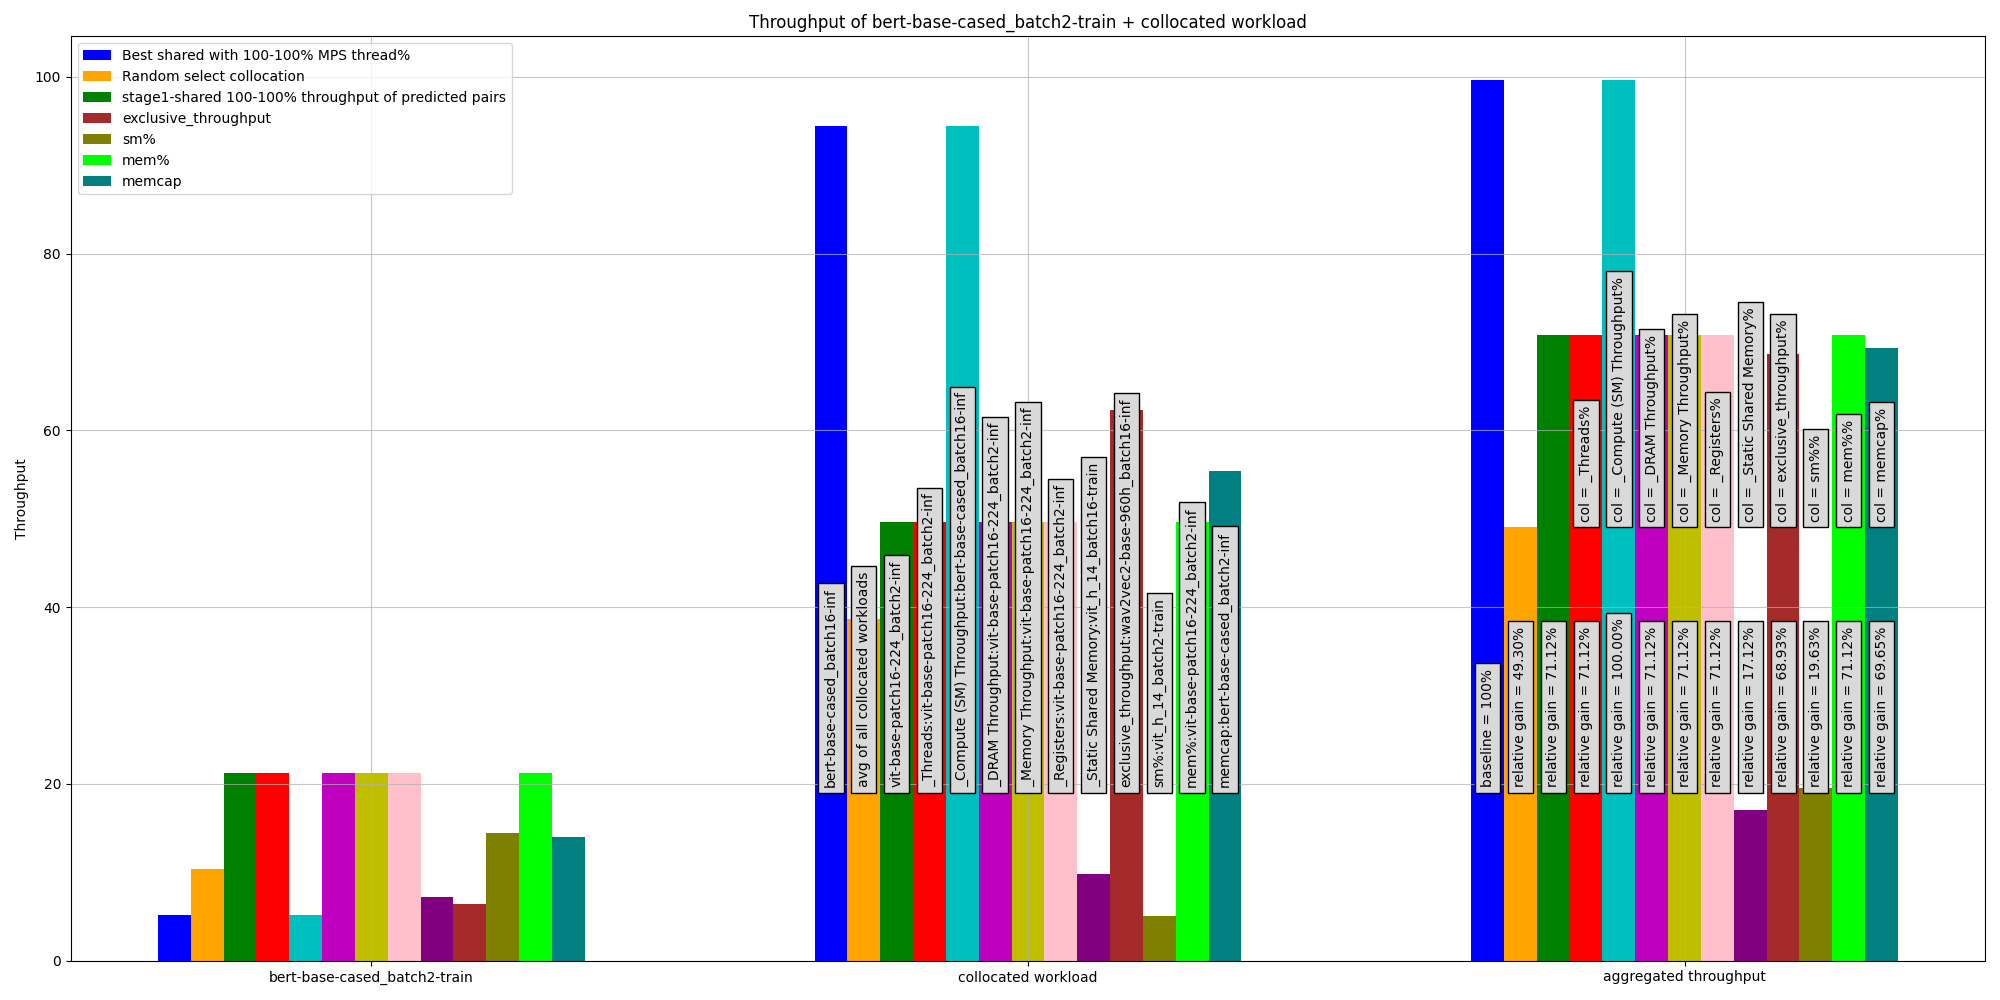 Throughput of bert-base-cased_batch2-train + collocated workload
Best shared with 100-100% MPS thread%
Random select collocation
stage1-shared 100-100% throughput of predicted pairs
exclusive_throughput
sm%
mem%
memcap
Throughput
100
80
60
40
20
0
bert-base-cased_batch16-inf
avg of all collocated workloads
vit-base-patch16-224_batch2-inf
_Threads:vit-base-patch16-224_batch2-inf
_Compute (SM) Throughput:bert-base-cased_batch16-inf
_DRAM Throughput:vit-base-patch16-224_batch2-inf
_Memory Throughput:vit-base-patch16-224_batch2-inf
_Registers:vit-base-patch16-224_batch2-inf
_Static Shared Memory:vit_h_14_batch16-train
exclusive_throughput:wav2vec2-base-960h_batch16-inf
sm%:vit_h_14_batch2-train
mem%:vit-base-patch16-224_batch2-inf
memcap:bert-base-cased_batch2-inf
col = _Threads%
col = _Compute (SM) Throughput%
col = _DRAM Throughput%
col = _Memory Throughput%
col = _Registers%
col = _Static Shared Memory%
col = exclusive_throughput%
col = sm%%
col = mem%%
col = memcap%
baseline = 100%
relative gain = 49.30%
relative gain = 71.12%
relative gain = 71.12%
relative gain = 100.00%
relative gain = 71.12%
relative gain = 71.12%
relative gain = 71.12%
relative gain = 17.12%
relative gain = 68.93%
relative gain = 19.63%
relative gain = 71.12%
relative gain = 69.65%
bert-base-cased_batch2-train
collocated workload
aggregated throughput